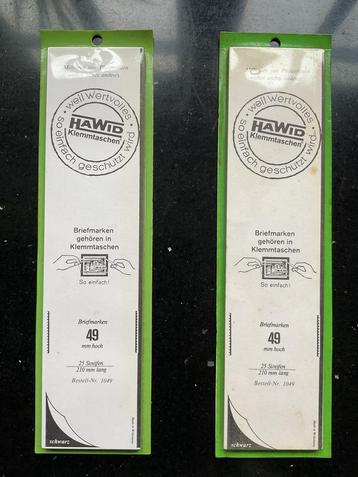 weil Wertvolles
so einfach geschützt wird
HAWID
Klemmtaschen
Briefmarken
gehören in
Klemmtaschen
So einfach!
Briefmarken
49
mm hoch
25 Streifen
210 mm lang
Bestell-Nr. 1049
schwarz
weil Wertvolles
so einfach geschützt wird
HAWID
Klemmtaschen
Briefmarken
gehören in
Klemmtaschen
So einfach!
Briefmarken
49
mm hoch
25 Streifen
210 mm lang
Bestell-Nr. 1049
schwarz